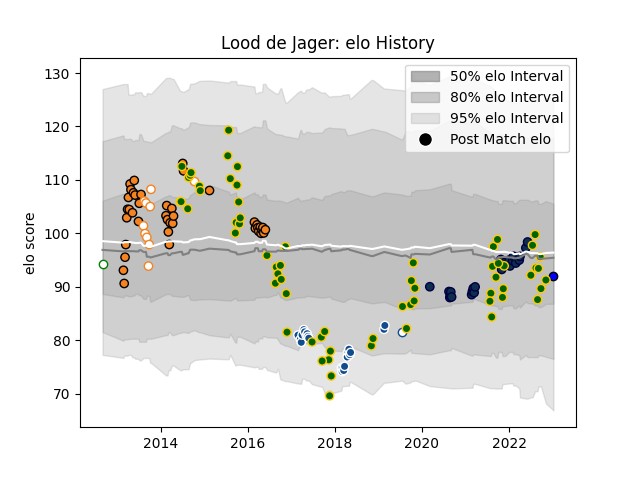 Lood de Jager: elo History
130
120
110
100
90
80
70
elo score
50% elo Interval
80% elo Interval
95% elo Interval
Post Match elo
2014
2016
2018
2020
2022